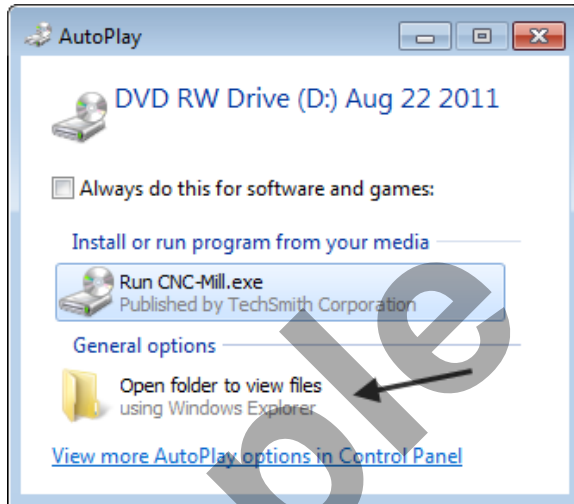 AutoPlay
DVD RW Drive (D:) Aug 22 2011
Always do this for software and games:
Install or run program from your media
Run CNC-Mill.exe
Published by TechSmith Corporation
General options
Open folder to view files
using Windows Explorer
View more AutoPlay options in Control Panel
ple